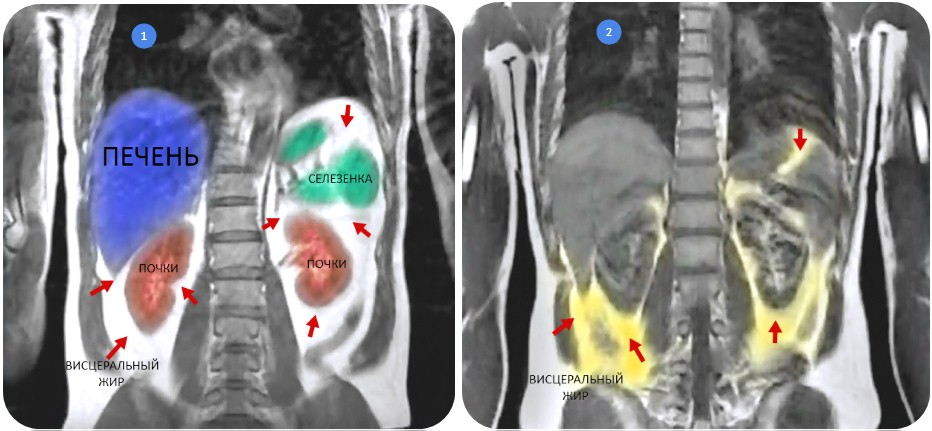 1
ПЕЧЕНЬ
СЕЛЕЗЕНКА
ПОЧКИ
ПОЧКИ
ВИСЦЕРАЛЬНЫЙ
ЖИР
2
ВИСЦЕРАЛЬНЫЙ
ЖИР